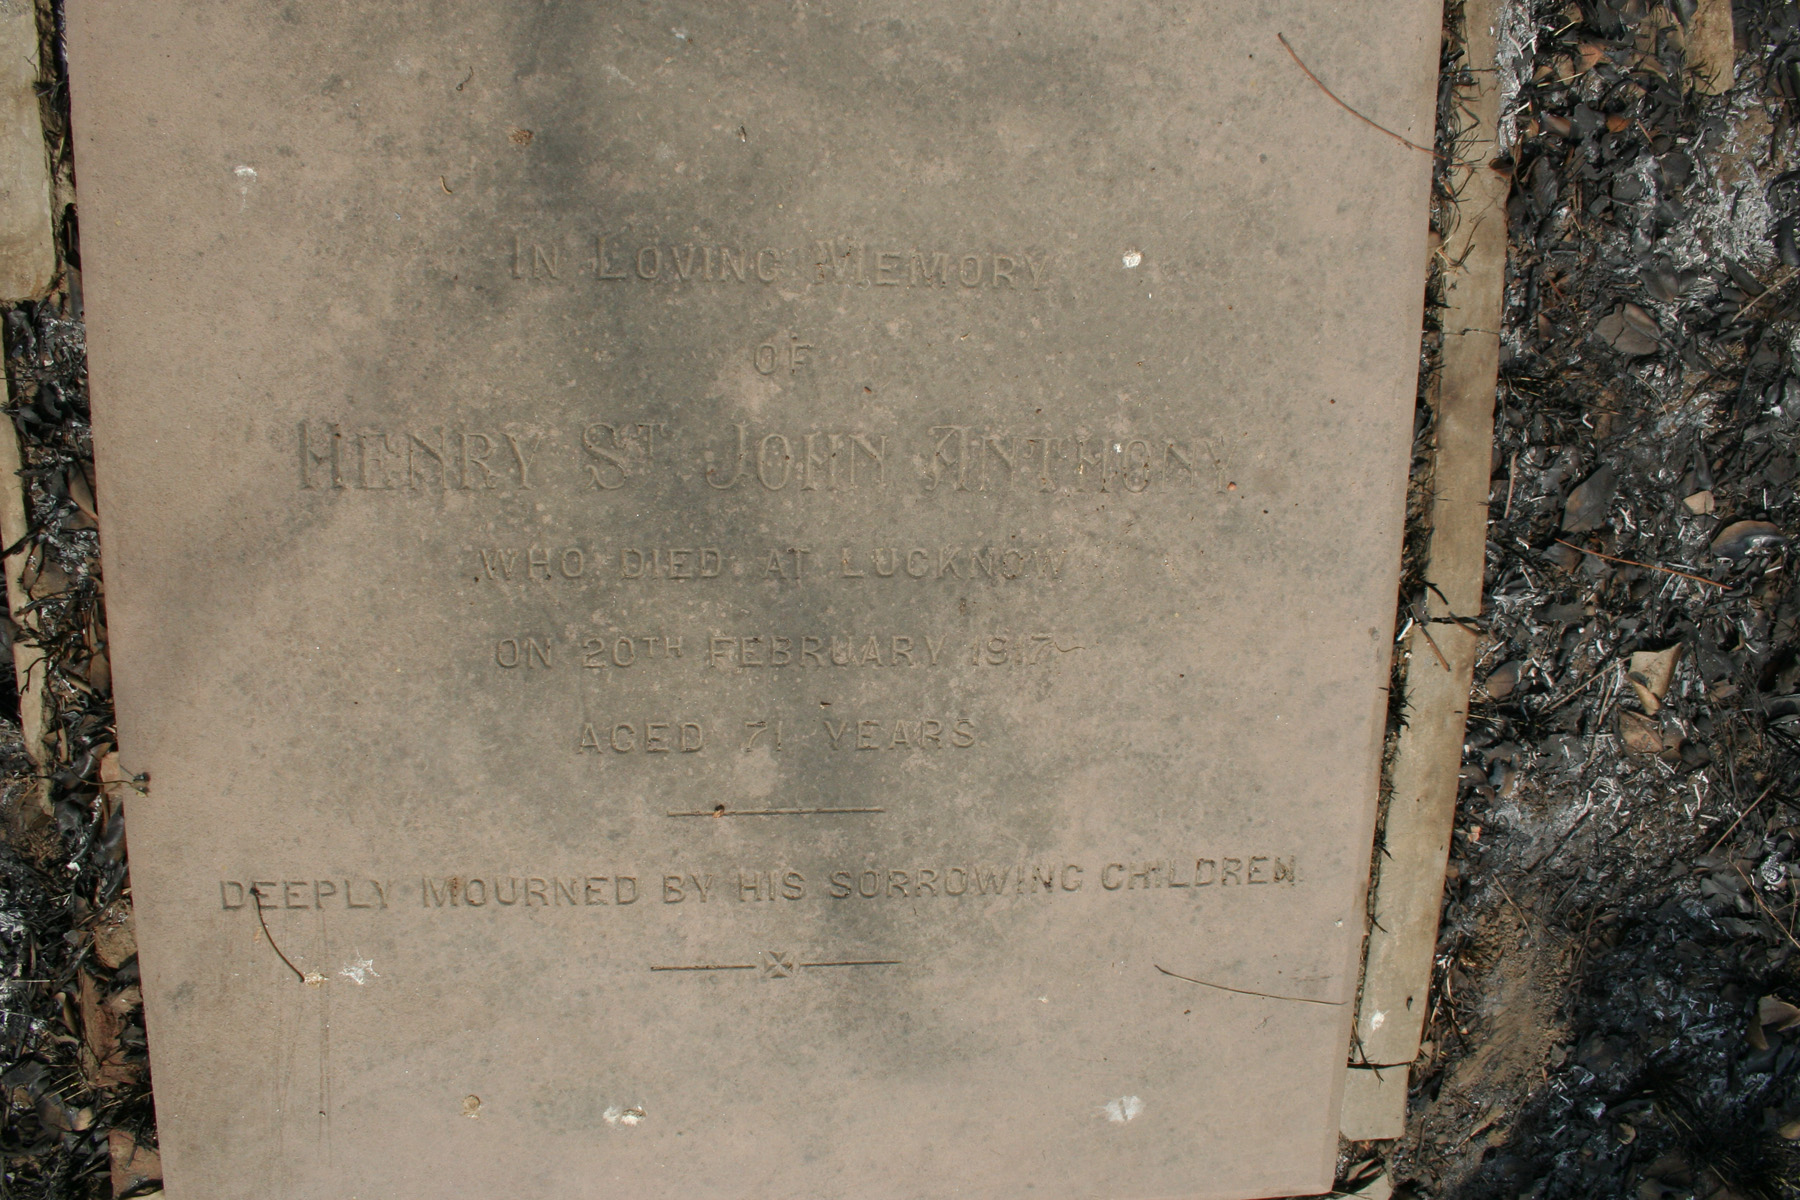 In Loving Memory
OF
Henry St John Anthony
WHO DIED AT LUCKNOW
ON 20TH FEBRUARY 1917
AGED 71 YEARS
DEEPLY MOURNED BY HIS SORROWING CHILDREN.